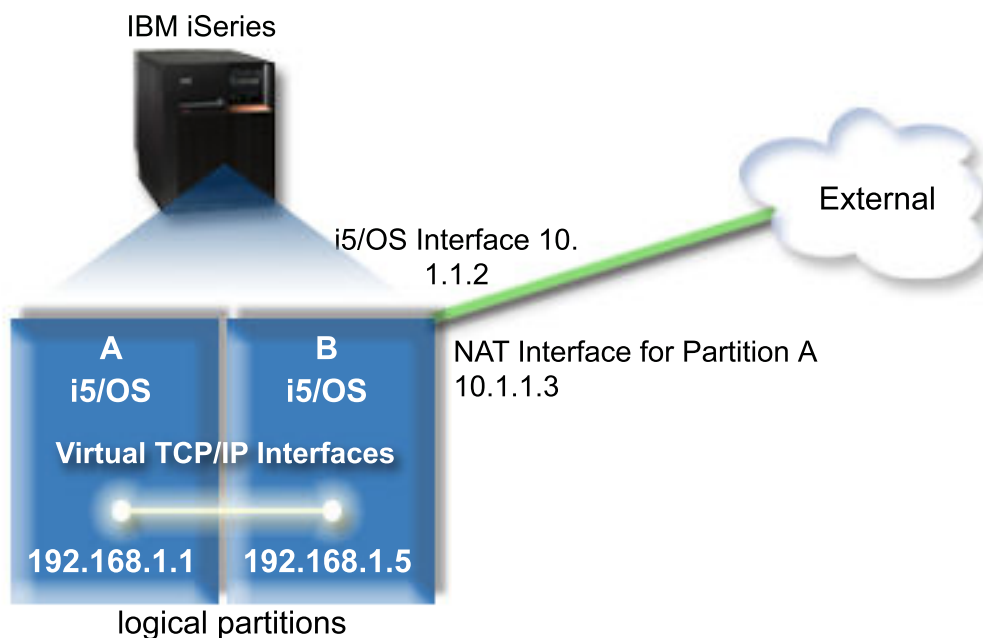 IBM iSeries
External
i5/OS Interface 10.
1.1.2
A
i5/OS
B
i5/OS
NAT Interface for Partition A
10.1.1.3
Virtual TCP/IP Interfaces
192.168.1.1
192.168.1.5
logical partitions